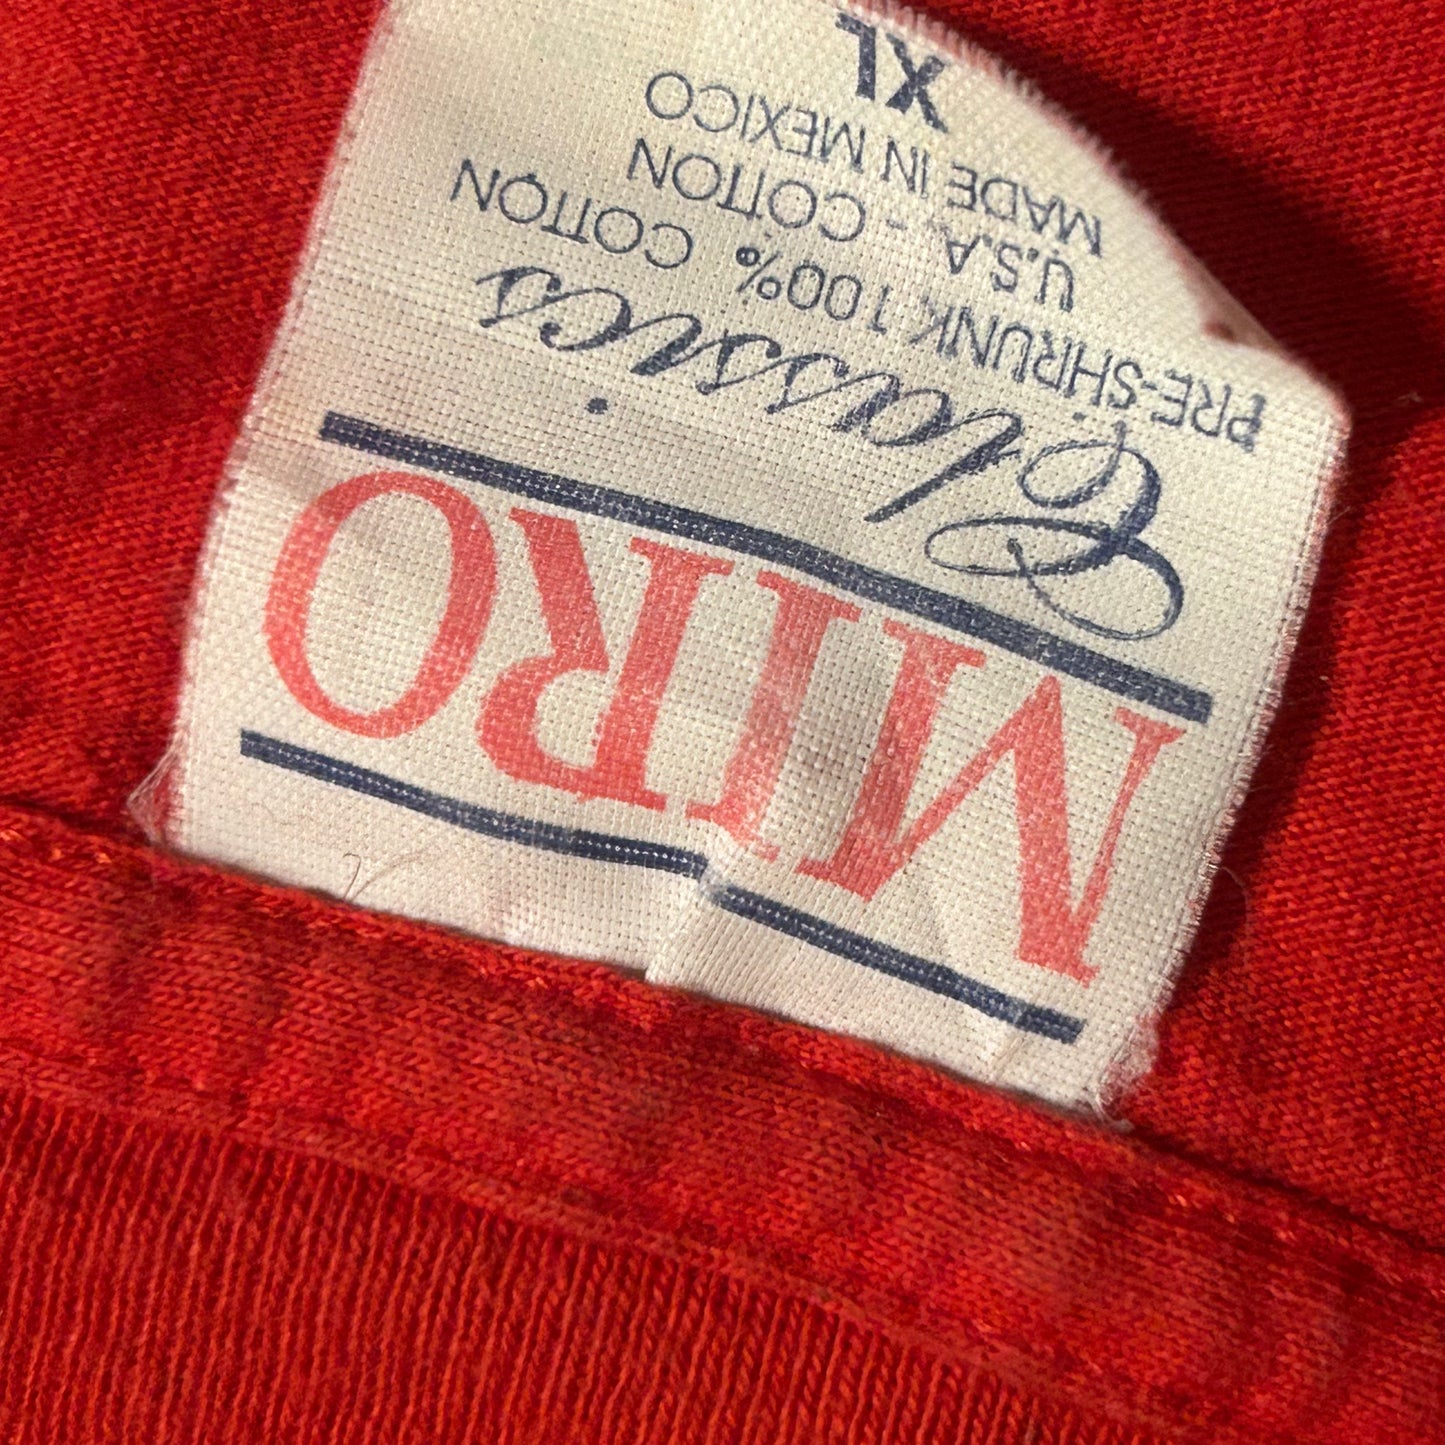 MIRO
Classics
PRE-SHRUNK 100% COTTON
U.S.A. - COTTON
MADE IN MEXICO
XL